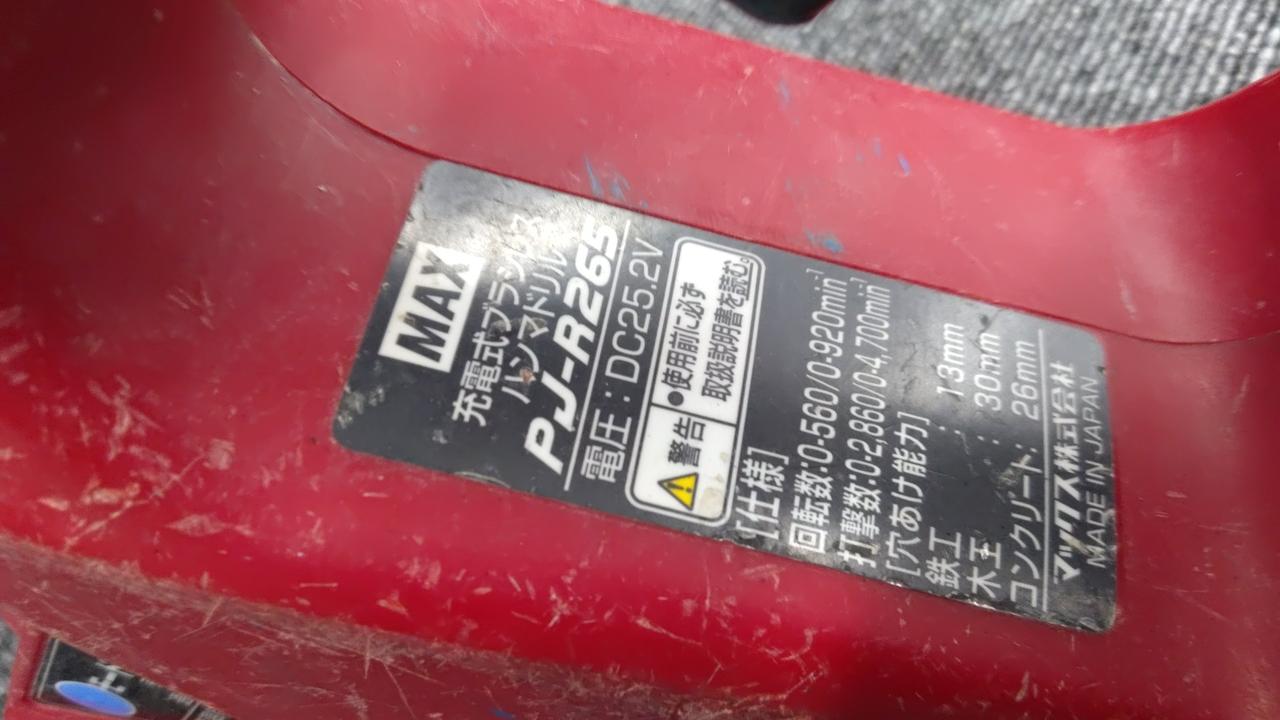 MAX
充電式ブラシレス
ハンマドリル
PJ-R265
電圧：DC25.2V
警告
●使用前に必ず
取扱説明書を読む。
[仕様]
回転数:0-560/0-920min⁻¹
打撃数:0-2,860/0-4,700min⁻¹
[穴あけ能力]
鉄工 : 13mm
木工 : 30mm
コンクリート : 26mm
マックス株式会社
MADE IN JAPAN